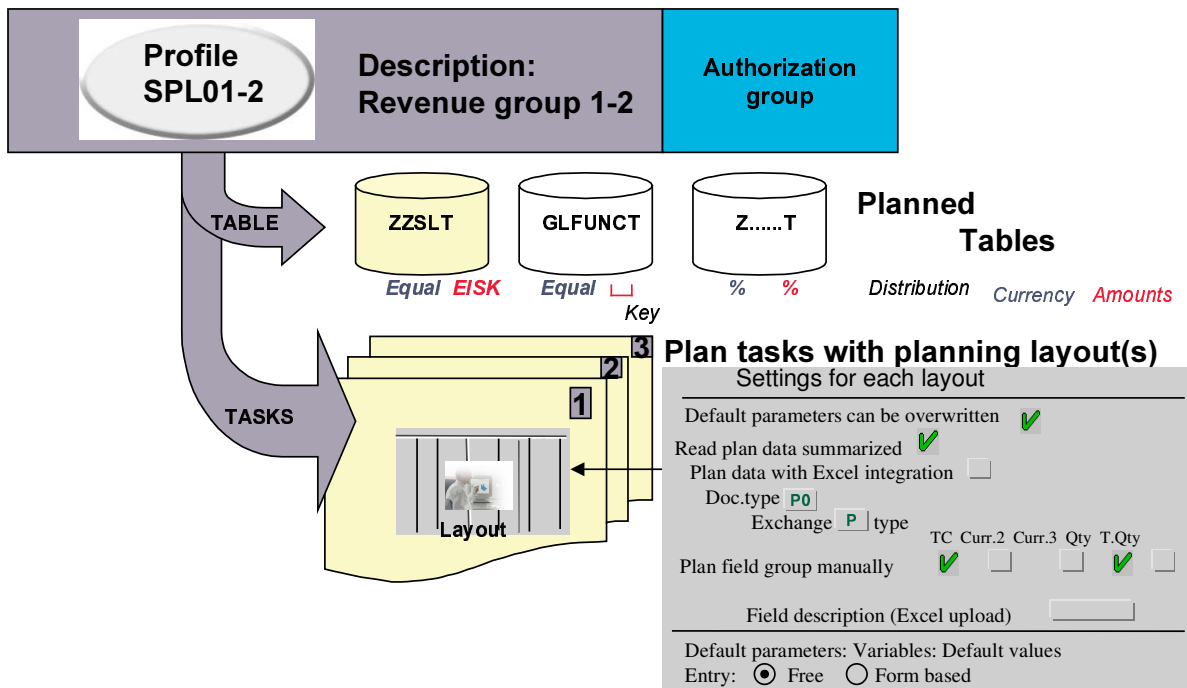 Profile
SPL01-2
Description:
Revenue group 1-2
Authorization
group
TABLE
ZZSLT
GLFUNCT
Z......T
Planned
Tables
Equal EISK
Equal
Key
% %
Distribution Currency Amounts
TASKS
3
2
1
Layout
Plan tasks with planning layout(s)
Settings for each layout
Default parameters can be overwritten
Read plan data summarized
Plan data with Excel integration
Doc.type P0
Exchange P type
TC Curr.2 Curr.3 Qty T.Qty
Plan field group manually
Field description (Excel upload)
Default parameters: Variables: Default values
Entry: Free Form based